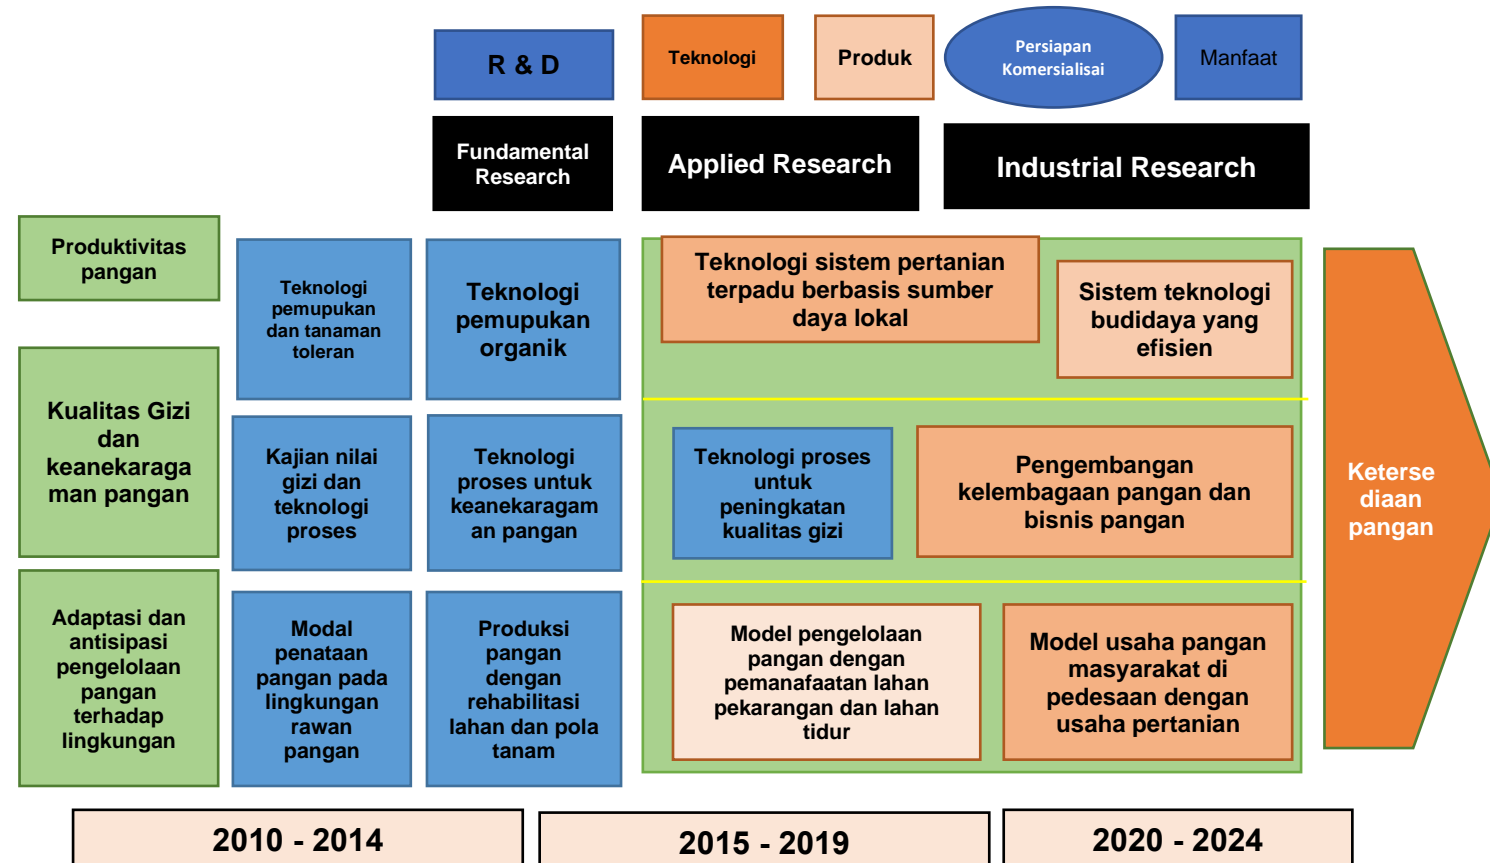 R & D
Teknologi
Produk
Persiapan
Komersialisai
Manfaat
Fundamental
Research
Applied Research
Industrial Research
Produktivitas
pangan
Teknologi
pemupukan
dan tanaman
toleran
Teknologi
pemupukan
organik
Teknologi sistem pertanian
terpadu berbasis sumber
daya lokal
Sistem teknologi
budidaya yang
efisien
Kualitas Gizi
dan
keanekaraga
man pangan
Kajian nilai
gizi dan
teknologi
proses
Teknologi
proses untuk
keanekaragam
an pangan
Teknologi proses
untuk
peningkatan
kualitas gizi
Pengembangan
kelembagaan pangan dan
bisnis pangan
Keterse
diaan
pangan
Adaptasi dan
antisipasi
pengelolaan
pangan
terhadap
lingkungan
Modal
penataan
pangan pada
lingkungan
rawan
pangan
Produksi
pangan
dengan
rehabilitasi
lahan dan pola
tanam
Model pengelolaan
pangan dengan
pemanafaatan lahan
pekarangan dan lahan
tidur
Model usaha pangan
masyarakat di
pedesaan dengan
usaha pertanian
2010 - 2014
2015 - 2019
2020 - 2024